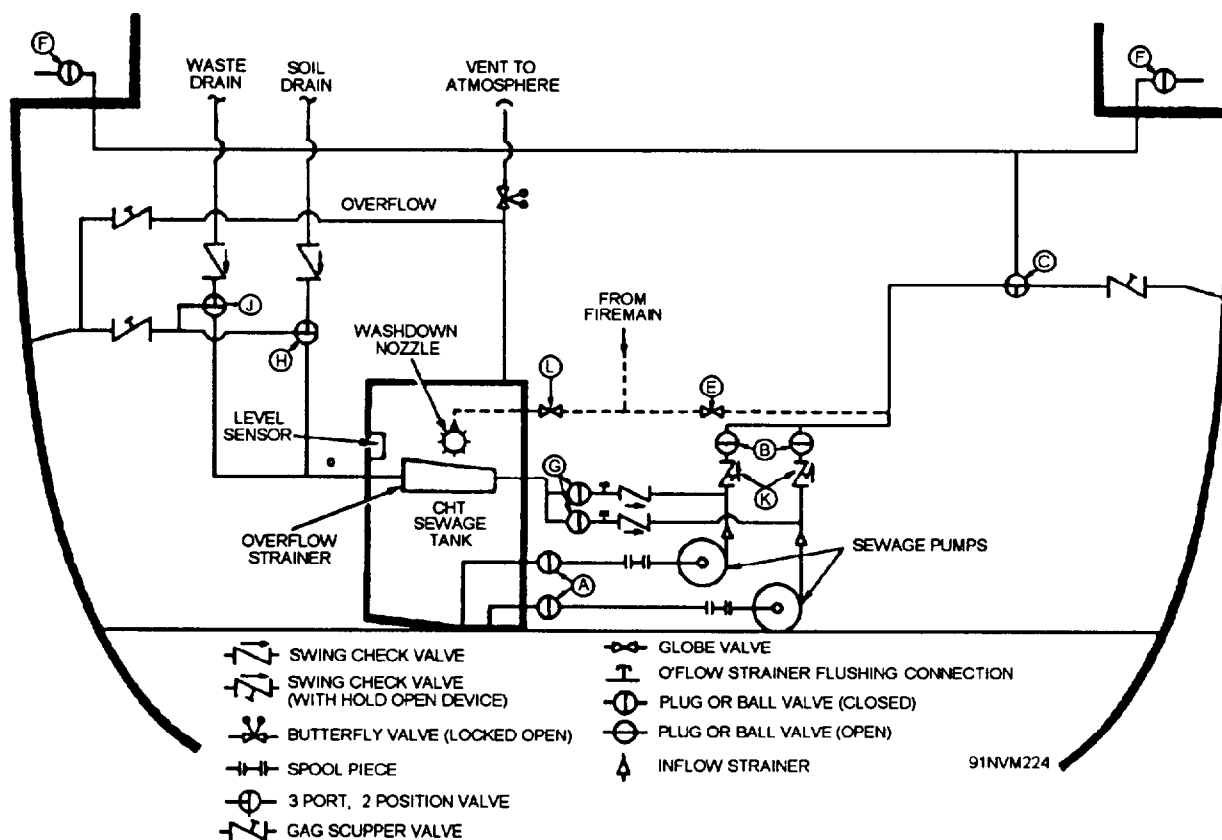 F
WASTE
DRAIN
SOIL
DRAIN
VENT TO
ATMOSPHERE
F
OVERFLOW
C
J
FROM
FIREMAIN
WASHDOWN
NOZZLE
H
L
E
LEVEL
SENSOR
B
G
K
CHT
SEWAGE
TANK
OVERFLOW
STRAINER
SEWAGE PUMPS
A
SWING CHECK VALVE
SWING CHECK VALVE
(WITH HOLD OPEN DEVICE)
BUTTERFLY VALVE (LOCKED OPEN)
SPOOL PIECE
3 PORT, 2 POSITION VALVE
GAG SCUPPER VALVE
GLOBE VALVE
O'FLOW STRAINER FLUSHING CONNECTION
PLUG OR BALL VALVE (CLOSED)
PLUG OR BALL VALVE (OPEN)
INFLOW STRAINER
91NVM224